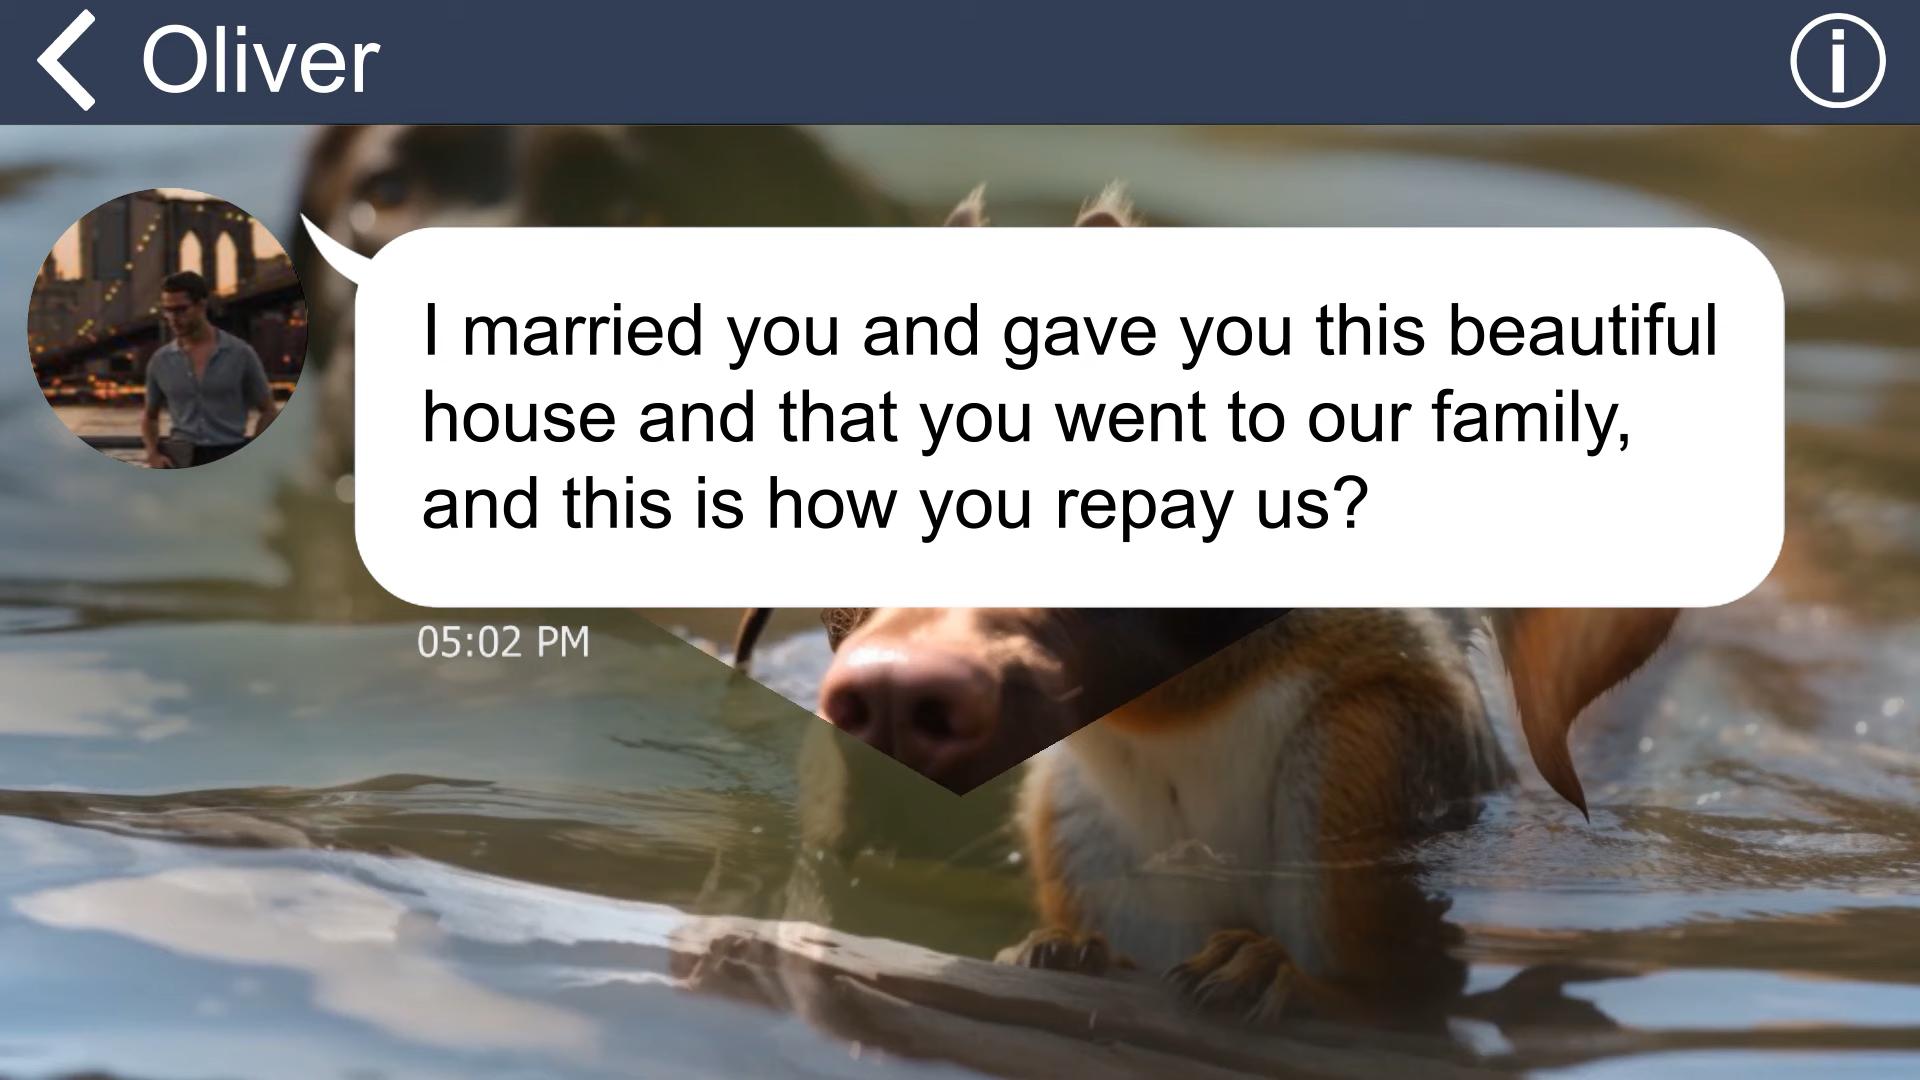 Oliver
I married you and gave you this beautiful
house and that you went to our family,
and this is how you repay us?
05:02 PM